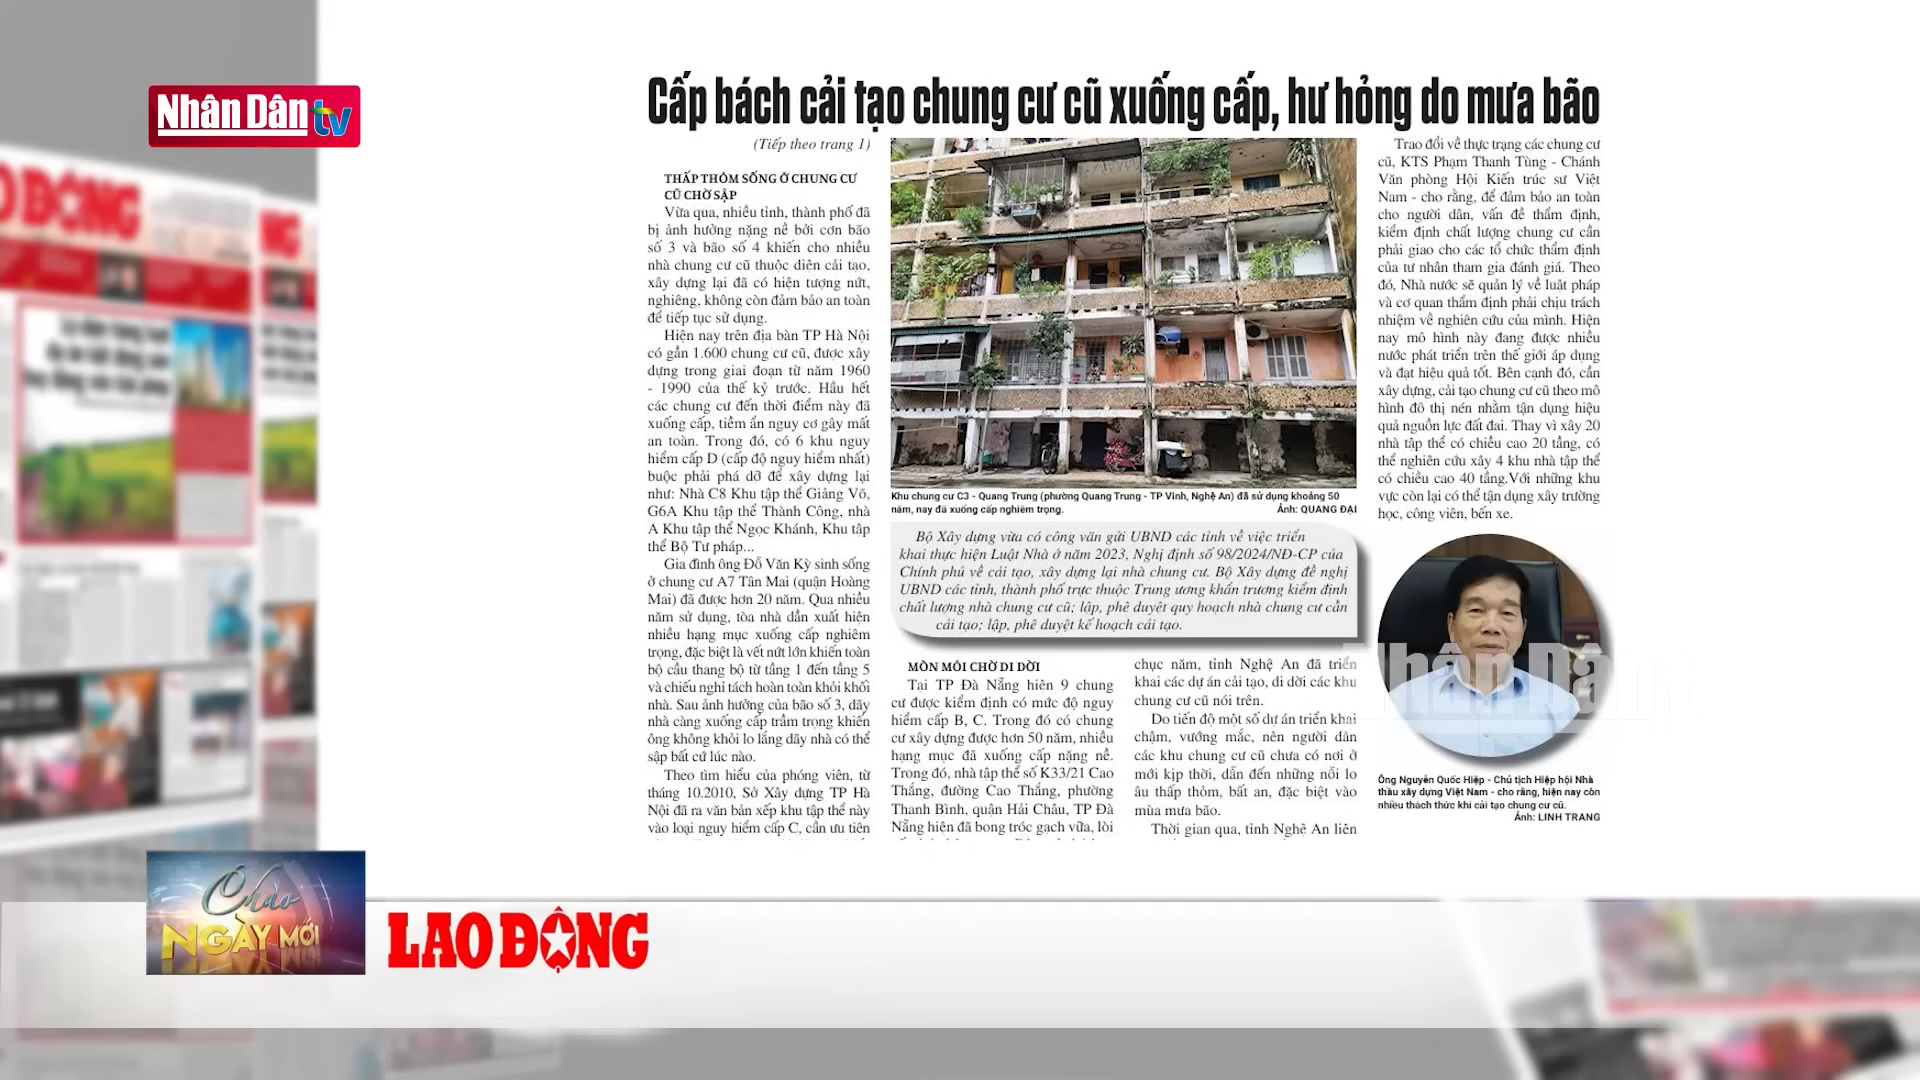 Nhân Dân tv
Cấp bách cải tạo chung cư cũ xuống cấp, hư hỏng do mưa bão
(Tiếp theo trang 1)
THẤP THỎM SỐNG Ở CHUNG CƯ
CŨ CHỜ SẬP
Vừa qua, nhiều tỉnh, thành phố đã
bị ảnh hưởng nặng nề bởi cơn bão
số 3 và bão số 4 khiến cho nhiều
nhà chung cư cũ thuộc diện cải tạo,
xây dựng lại đã có hiện tượng nứt,
nghiêng, không còn đảm bảo an toàn
để tiếp tục sử dụng.
Hiện nay trên địa bàn TP Hà Nội
có gần 1.600 chung cư cũ, được xây
dựng trong giai đoạn từ năm 1960
- 1990 của thế kỷ trước. Hầu hết
các chung cư đến thời điểm này đã
xuống cấp, tiềm ẩn nguy cơ gây mất
an toàn. Trong đó, có 6 khu nguy
hiểm cấp D (cấp độ nguy hiểm nhất)
buộc phải phá dỡ để xây dựng lại
như: Nhà C8 Khu tập thể Giảng Võ,
G6A Khu tập thể Thành Công, nhà
A Khu tập thể Ngọc Khánh, Khu tập
thể Bộ Tư pháp...
Gia đình ông Đỗ Văn Kỳ sinh sống
ở chung cư A7 Tân Mai (quận Hoàng
Mai) đã được hơn 20 năm. Qua nhiều
năm sử dụng, tòa nhà dần xuất hiện
nhiều hạng mục xuống cấp nghiêm
trọng, đặc biệt là vết nứt lớn khiến toàn
bộ cầu thang bộ từ tầng 1 đến tầng 5
và chiếu nghỉ tách hoàn toàn khỏi khối
nhà. Sau ảnh hưởng của bão số 3, dãy
nhà càng xuống cấp trầm trọng khiến
ông không khỏi lo lắng dãy nhà có thể
sập bất cứ lúc nào.
Theo tìm hiểu của phóng viên, từ
tháng 10.2010, Sở Xây dựng TP Hà
Nội đã ra văn bản xếp khu tập thể này
vào loại nguy hiểm cấp C, cần ưu tiên
Khu chung cư C3 - Quang Trung (phường Quang Trung - TP Vinh, Nghệ An) đã sử dụng khoảng 50
năm, nay đã xuống cấp nghiêm trọng. Ảnh: QUANG ĐẠI
Bộ Xây dựng vừa có công văn gửi UBND các tỉnh về việc triển
khai thực hiện Luật Nhà ở năm 2023, Nghị định số 98/2024/NĐ-CP của
Chính phủ về cải tạo, xây dựng lại nhà chung cư. Bộ Xây dựng đề nghị
UBND các tỉnh, thành phố trực thuộc Trung ương khẩn trương kiểm định
chất lượng nhà chung cư cũ; lập, phê duyệt quy hoạch nhà chung cư cần
cải tạo; lập, phê duyệt kế hoạch cải tạo.
MÒN MỎI CHỜ DI DỜI
Tại TP Đà Nẵng hiện 9 chung
cư được kiểm định có mức độ nguy
hiểm cấp B, C. Trong đó có chung
cư xây dựng được hơn 50 năm, nhiều
hạng mục đã xuống cấp nặng nề.
Trong đó, nhà tập thể số K33/21 Cao
Thắng, đường Cao Thắng, phường
Thanh Bình, quận Hải Châu, TP Đà
Nẵng hiện đã bong tróc gạch vữa, lòi
chục năm, tỉnh Nghệ An đã triển
khai các dự án cải tạo, di dời các khu
chung cư cũ nói trên.
Do tiến độ một số dự án triển khai
chậm, vướng mắc, nên người dân
các khu chung cư cũ chưa có nơi ở
mới kịp thời, dẫn đến những nỗi lo
âu thấp thỏm, bất an, đặc biệt vào
mùa mưa bão.
Thời gian qua, tỉnh Nghệ An liên
Trao đổi về thực trạng các chung cư
cũ, KTS Phạm Thanh Tùng - Chánh
Văn phòng Hội Kiến trúc sư Việt
Nam - cho rằng, để đảm bảo an toàn
cho người dân, vấn đề thẩm định,
kiểm định chất lượng chung cư cần
phải giao cho các tổ chức thẩm định
của tư nhân tham gia đánh giá. Theo
đó, Nhà nước sẽ quản lý về luật pháp
và cơ quan thẩm định phải chịu trách
nhiệm về nghiên cứu của mình. Hiện
nay mô hình này đang được nhiều
nước phát triển trên thế giới áp dụng
và đạt hiệu quả tốt. Bên cạnh đó, cần
xây dựng, cải tạo chung cư cũ theo mô
hình đô thị nén nhằm tận dụng hiệu
quả nguồn lực đất đai. Thay vì xây 20
nhà tập thể có chiều cao 20 tầng, có
thể nghiên cứu xây 4 khu nhà tập thể
có chiều cao 40 tầng.Với những khu
vực còn lại có thể tận dụng xây trường
học, công viên, bến xe.
Nhân Dân
Ông Nguyễn Quốc Hiệp - Chủ tịch Hiệp hội Nhà
thầu xây dựng Việt Nam - cho rằng, hiện nay còn
nhiều thách thức khi cải tạo chung cư cũ.
Ảnh: LINH TRANG
Chào
NGÀY MỚI
LAO ĐỘNG